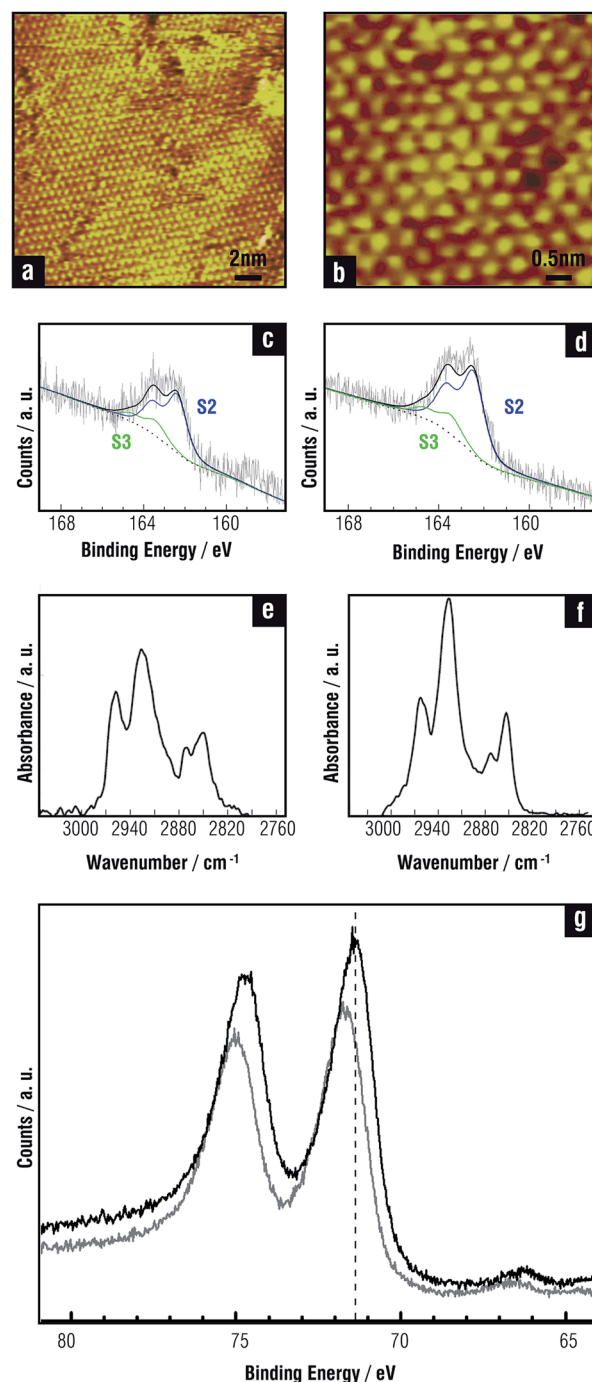 a
2nm
b
0.5nm
c
S2
S3
Counts / a. u.
168 164 160
Binding Energy / eV
d
S2
S3
Counts / a. u.
168 164 160
Binding Energy / eV
e
Absorbance / a. u.
3000 2940 2880 2820 2760
Wavenumber / cm⁻¹
f
Absorbance / a. u.
3000 2940 2880 2820 2760
Wavenumber / cm⁻¹
g
Counts / a. u.
80 75 70 65
Binding Energy / eV